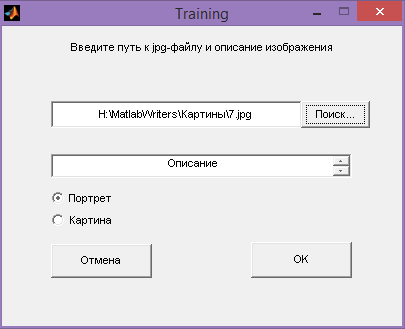 Training
Введите путь к jpg-файлу и описание изображения
H:\MatlabWriters\Картины\7.jpg
Поиск...
Описание
Портрет
Картина
Отмена
OK